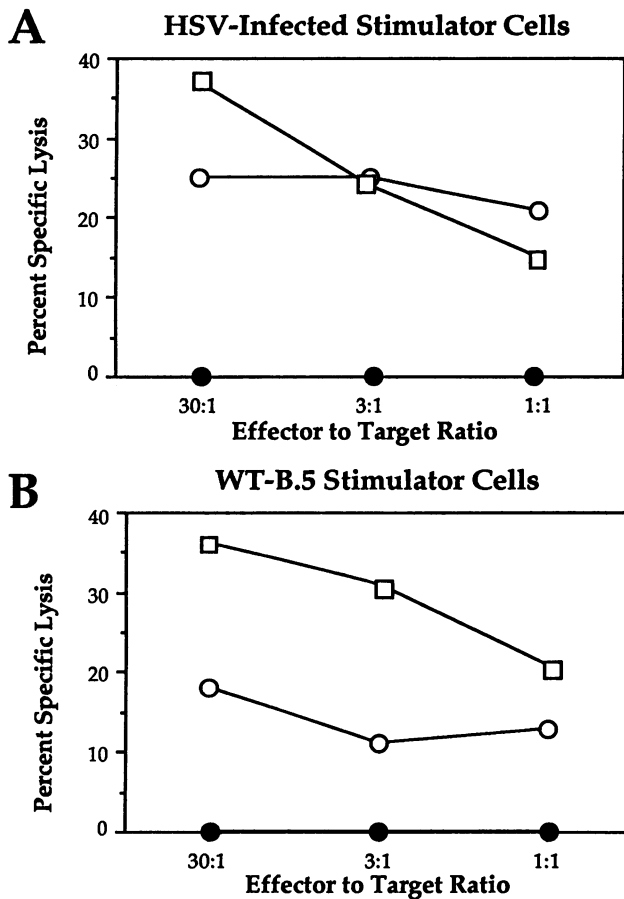 A
HSV-Infected Stimulator Cells
Percent Specific Lysis
40
30
20
10
0
30:1
3:1
1:1
Effector to Target Ratio
B
WT-B.5 Stimulator Cells
Percent Specific Lysis
40
30
20
10
0
30:1
3:1
1:1
Effector to Target Ratio